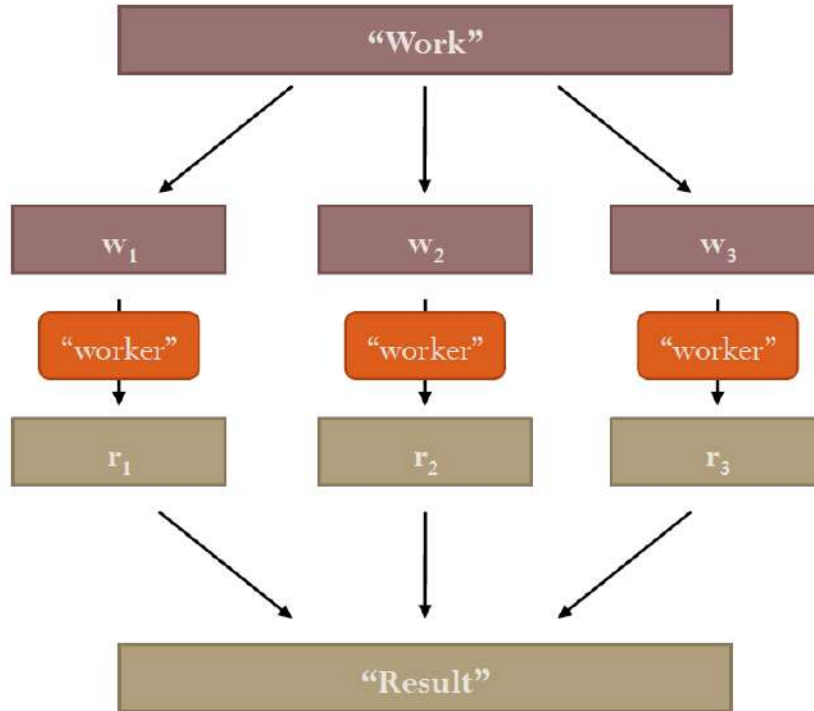 “Work”
w₁ w₂ w₃
“worker” “worker” “worker”
r₁ r₂ r₃
“Result”